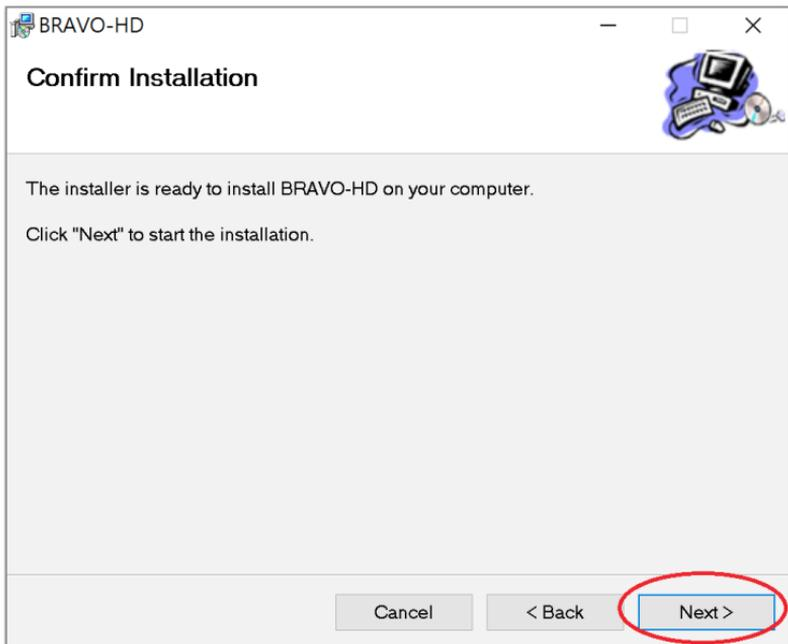 BRAVO-HD
Confirm Installation
The installer is ready to install BRAVO-HD on your computer.
Click "Next" to start the installation.
Cancel
< Back
Next >